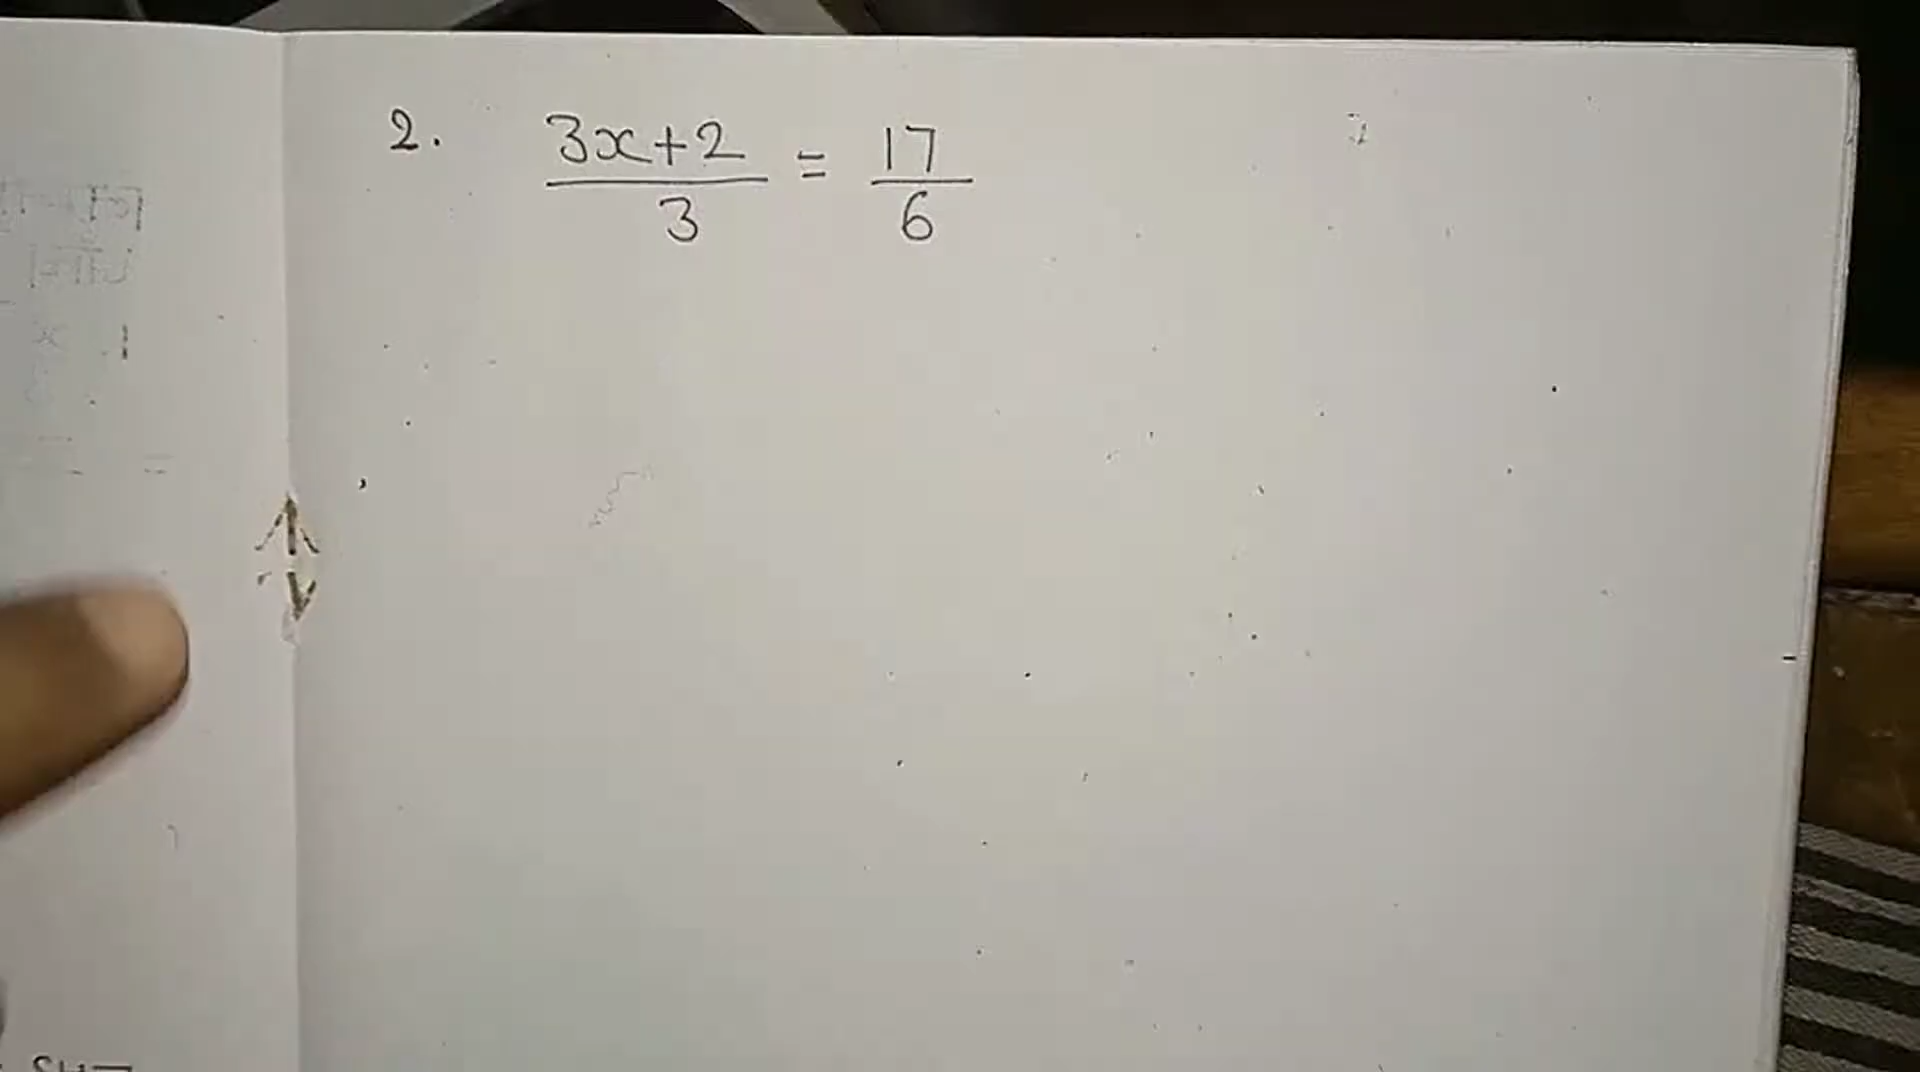 2. (3x+2)/3 = 17/6